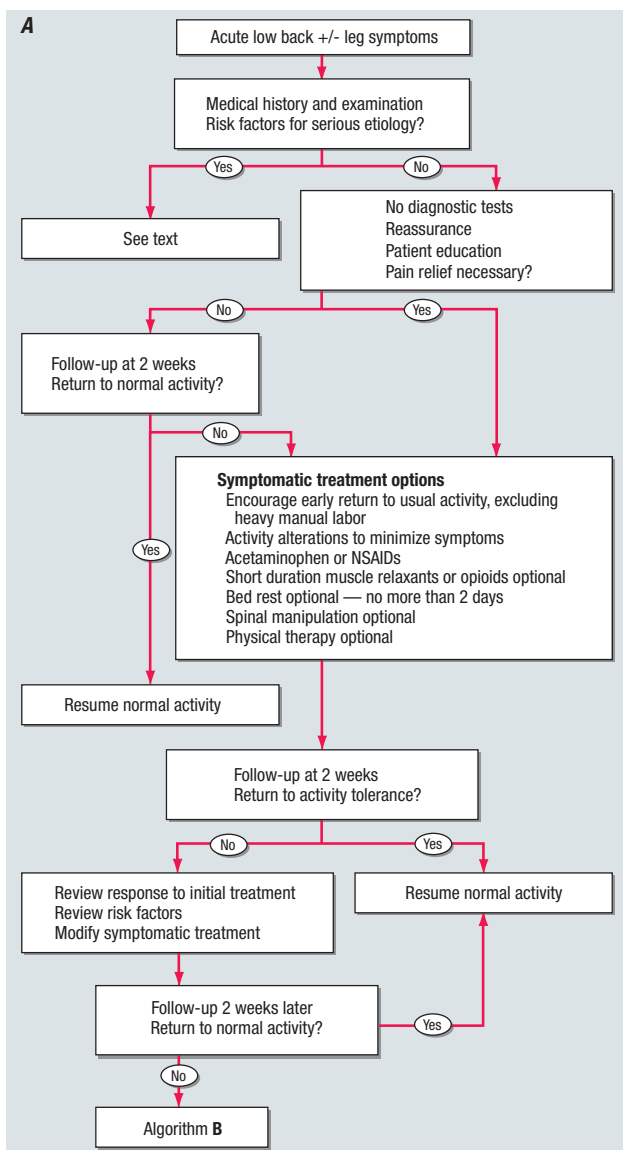 A
Acute low back +/- leg symptoms
Medical history and examination
Risk factors for serious etiology?
Yes
No
See text
No diagnostic tests
Reassurance
Patient education
Pain relief necessary?
No
Yes
Follow-up at 2 weeks
Return to normal activity?
No
Symptomatic treatment options
Encourage early return to usual activity, excluding
heavy manual labor
Activity alterations to minimize symptoms
Acetaminophen or NSAIDs
Short duration muscle relaxants or opioids optional
Bed rest optional — no more than 2 days
Spinal manipulation optional
Physical therapy optional
Yes
Resume normal activity
Follow-up at 2 weeks
Return to activity tolerance?
No
Yes
Review response to initial treatment
Review risk factors
Modify symptomatic treatment
Resume normal activity
Follow-up 2 weeks later
Return to normal activity?
Yes
No
Algorithm B